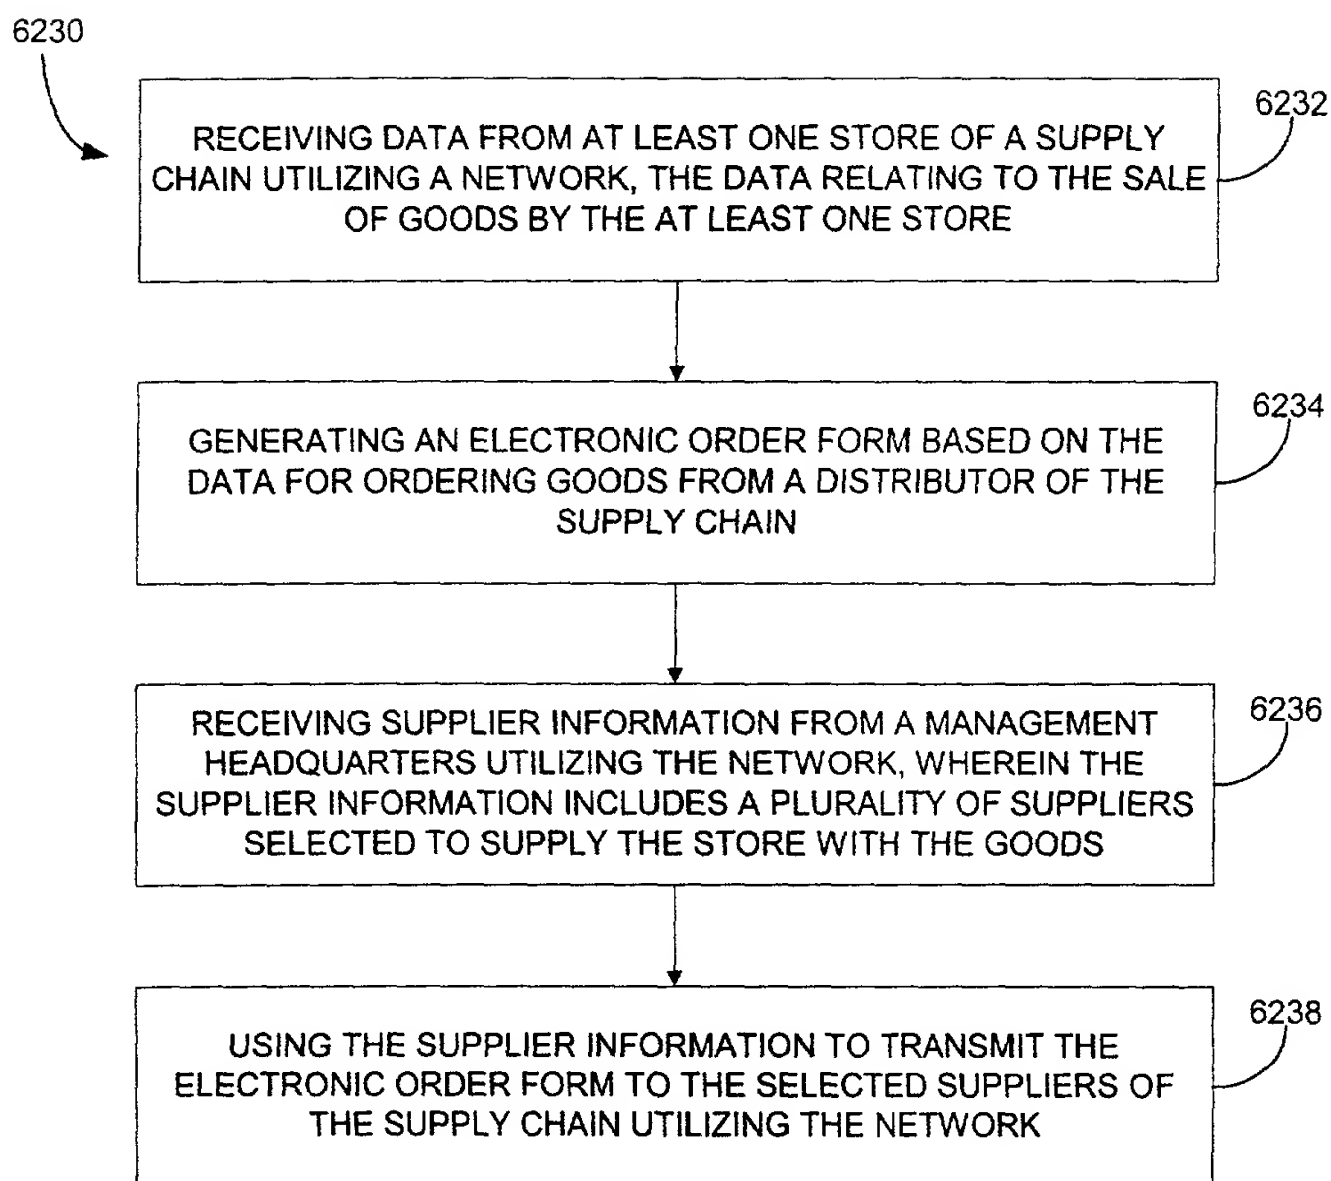 6230
6232
RECEIVING DATA FROM AT LEAST ONE STORE OF A SUPPLY
CHAIN UTILIZING A NETWORK, THE DATA RELATING TO THE SALE
OF GOODS BY THE AT LEAST ONE STORE
6234
GENERATING AN ELECTRONIC ORDER FORM BASED ON THE
DATA FOR ORDERING GOODS FROM A DISTRIBUTOR OF THE
SUPPLY CHAIN
6236
RECEIVING SUPPLIER INFORMATION FROM A MANAGEMENT
HEADQUARTERS UTILIZING THE NETWORK, WHEREIN THE
SUPPLIER INFORMATION INCLUDES A PLURALITY OF SUPPLIERS
SELECTED TO SUPPLY THE STORE WITH THE GOODS
6238
USING THE SUPPLIER INFORMATION TO TRANSMIT THE
ELECTRONIC ORDER FORM TO THE SELECTED SUPPLIERS OF
THE SUPPLY CHAIN UTILIZING THE NETWORK